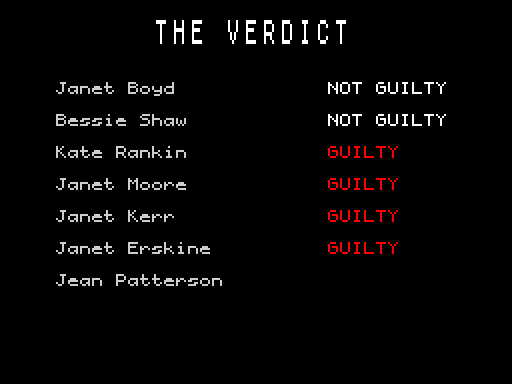 THE VERDICT
Janet Boyd NOT GUILTY
Bessie Shaw NOT GUILTY
Kate Rankin GUILTY
Janet Moore GUILTY
Janet Kerr GUILTY
Janet Erskine GUILTY
Jean Patterson